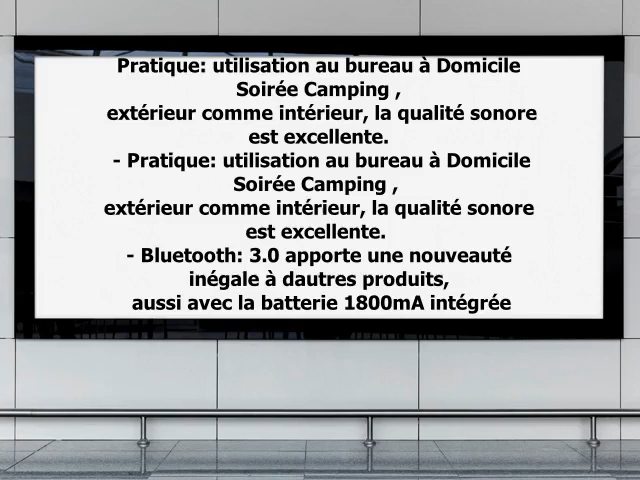 Pratique: utilisation au bureau à Domicile
Soirée Camping ,
extérieur comme intérieur, la qualité sonore
est excellente.
- Pratique: utilisation au bureau à Domicile
Soirée Camping ,
extérieur comme intérieur, la qualité sonore
est excellente.
- Bluetooth: 3.0 apporte une nouveauté
inégale à dautres produits,
aussi avec la batterie 1800mA intégrée